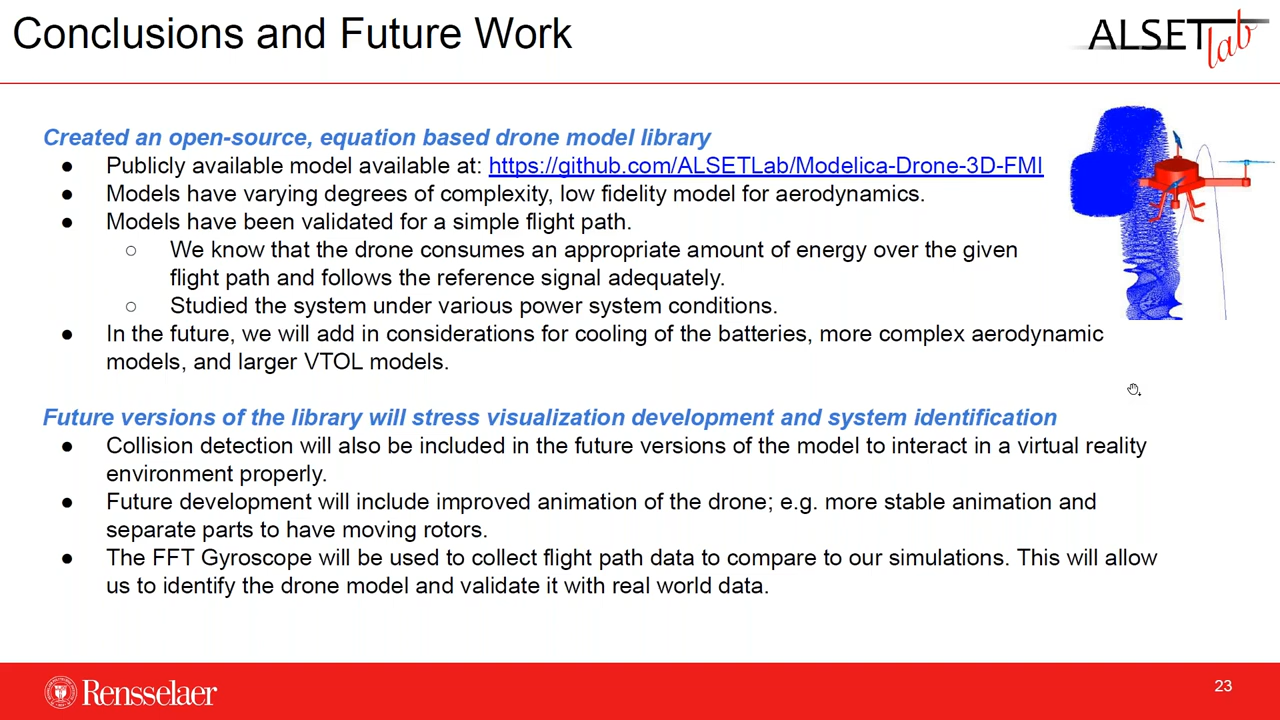 Conclusions and Future Work
ALSETLab
Created an open-source, equation based drone model library
● Publicly available model available at: https://github.com/ALSETLab/Modelica-Drone-3D-FMI
● Models have varying degrees of complexity, low fidelity model for aerodynamics.
● Models have been validated for a simple flight path.
○ We know that the drone consumes an appropriate amount of energy over the given
flight path and follows the reference signal adequately.
○ Studied the system under various power system conditions.
● In the future, we will add in considerations for cooling of the batteries, more complex aerodynamic
models, and larger VTOL models.
Future versions of the library will stress visualization development and system identification
● Collision detection will also be included in the future versions of the model to interact in a virtual reality
environment properly.
● Future development will include improved animation of the drone; e.g. more stable animation and
separate parts to have moving rotors.
● The FFT Gyroscope will be used to collect flight path data to compare to our simulations. This will allow
us to identify the drone model and validate it with real world data.
Rensselaer
23